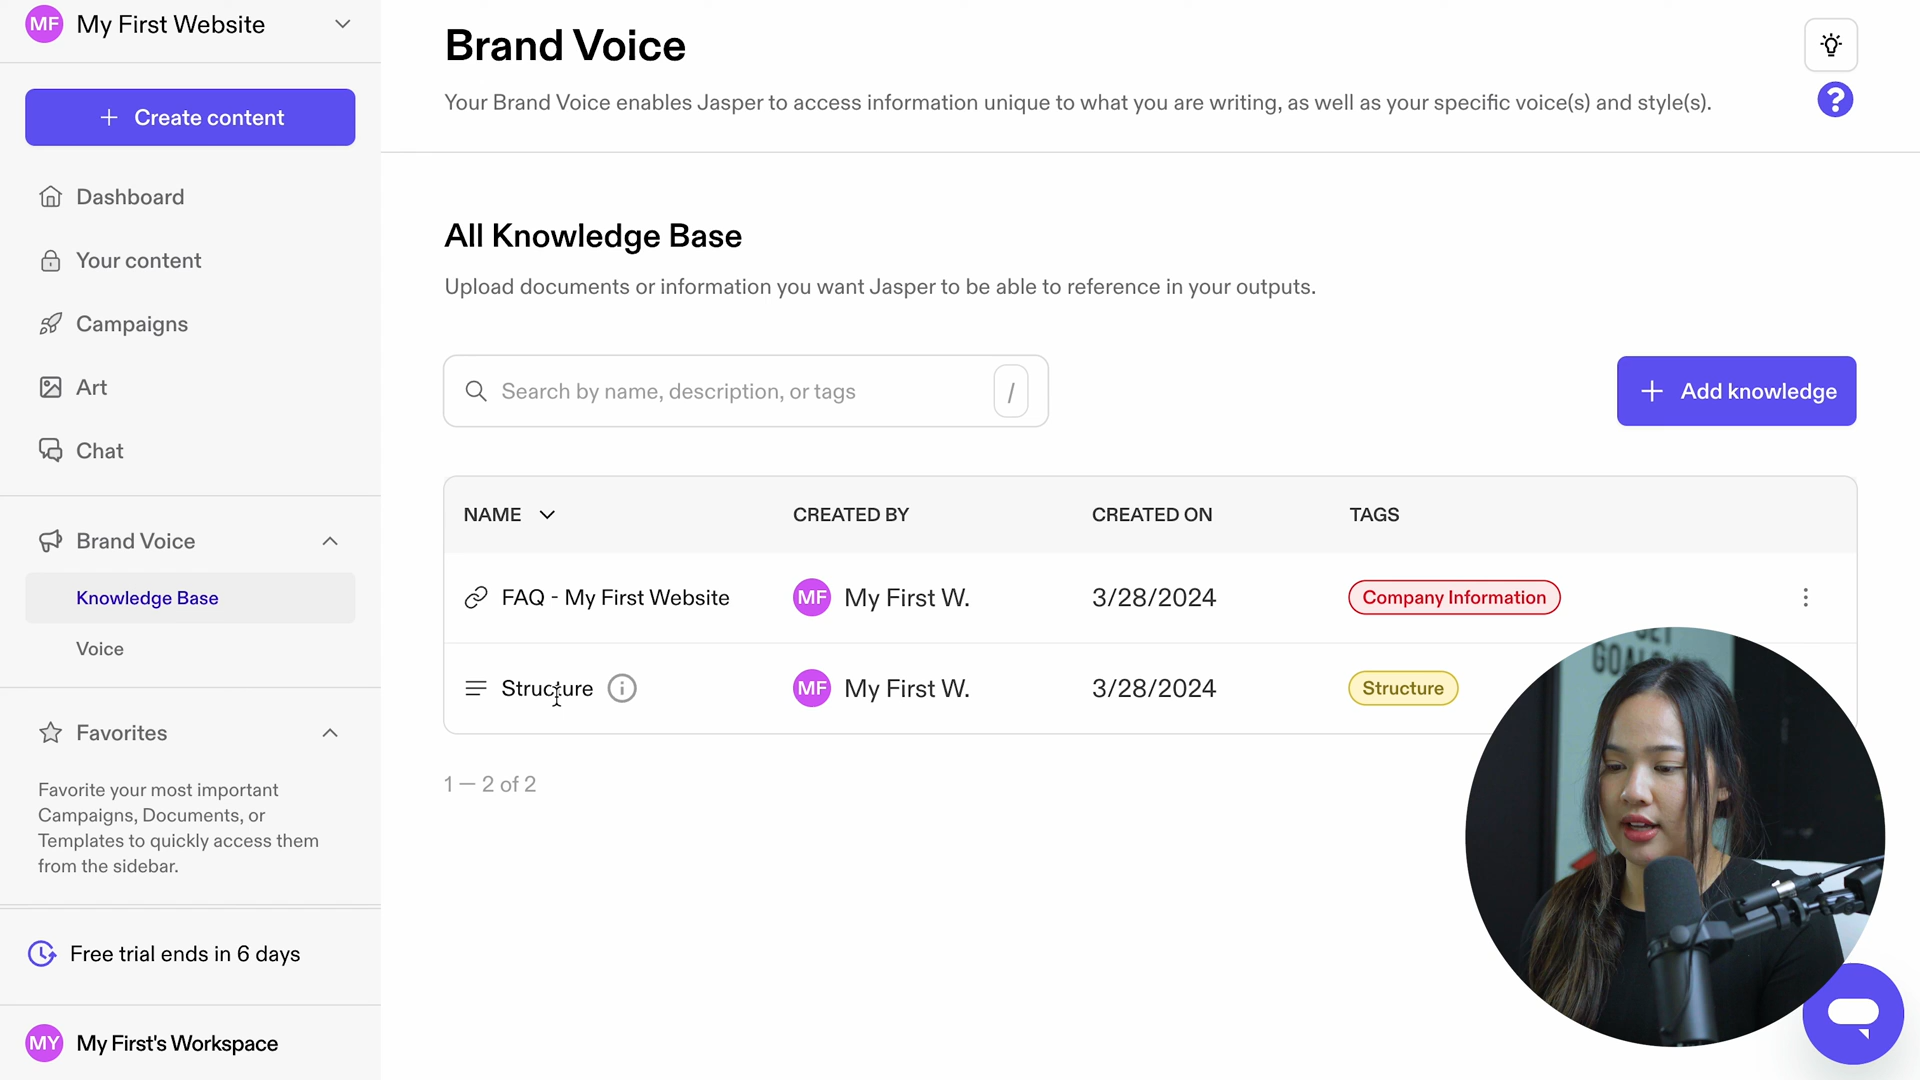 MF My First Website
+ Create content
Dashboard
Your content
Campaigns
Art
Chat
Brand Voice
Knowledge Base
Voice
Favorites
Favorite your most important
Campaigns, Documents, or
Templates to quickly access them
from the sidebar.
Free trial ends in 6 days
MY My First's Workspace
Brand Voice
Your Brand Voice enables Jasper to access information unique to what you are writing, as well as your specific voice(s) and style(s).
?
All Knowledge Base
Upload documents or information you want Jasper to be able to reference in your outputs.
Search by name, description, or tags /
+ Add knowledge
NAME CREATED BY CREATED ON TAGS
FAQ - My First Website MF My First W. 3/28/2024 Company Information
Structure MF My First W. 3/28/2024 Structure
1 — 2 of 2